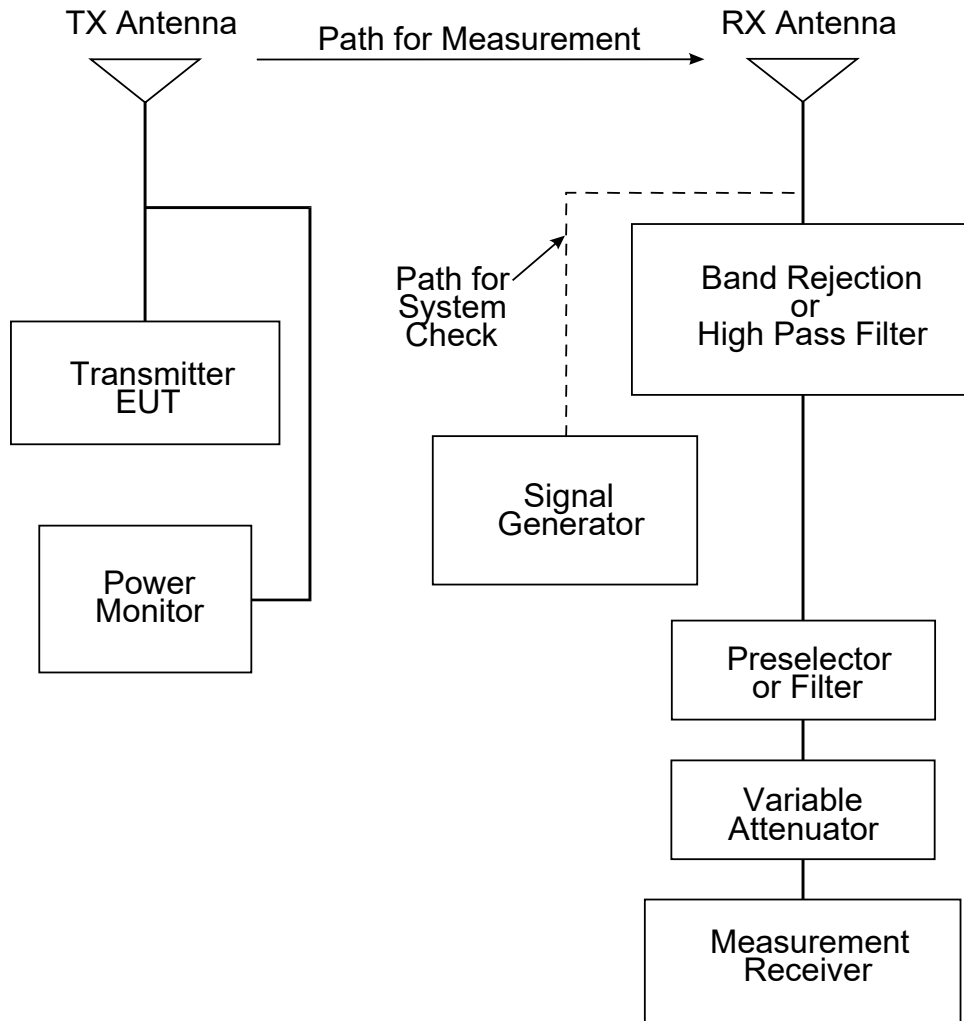 TX Antenna
Path for Measurement
RX Antenna
Path for
System
Check
Band Rejection
or
High Pass Filter
Transmitter
EUT
Signal
Generator
Power
Monitor
Preselector
or Filter
Variable
Attenuator
Measurement
Receiver